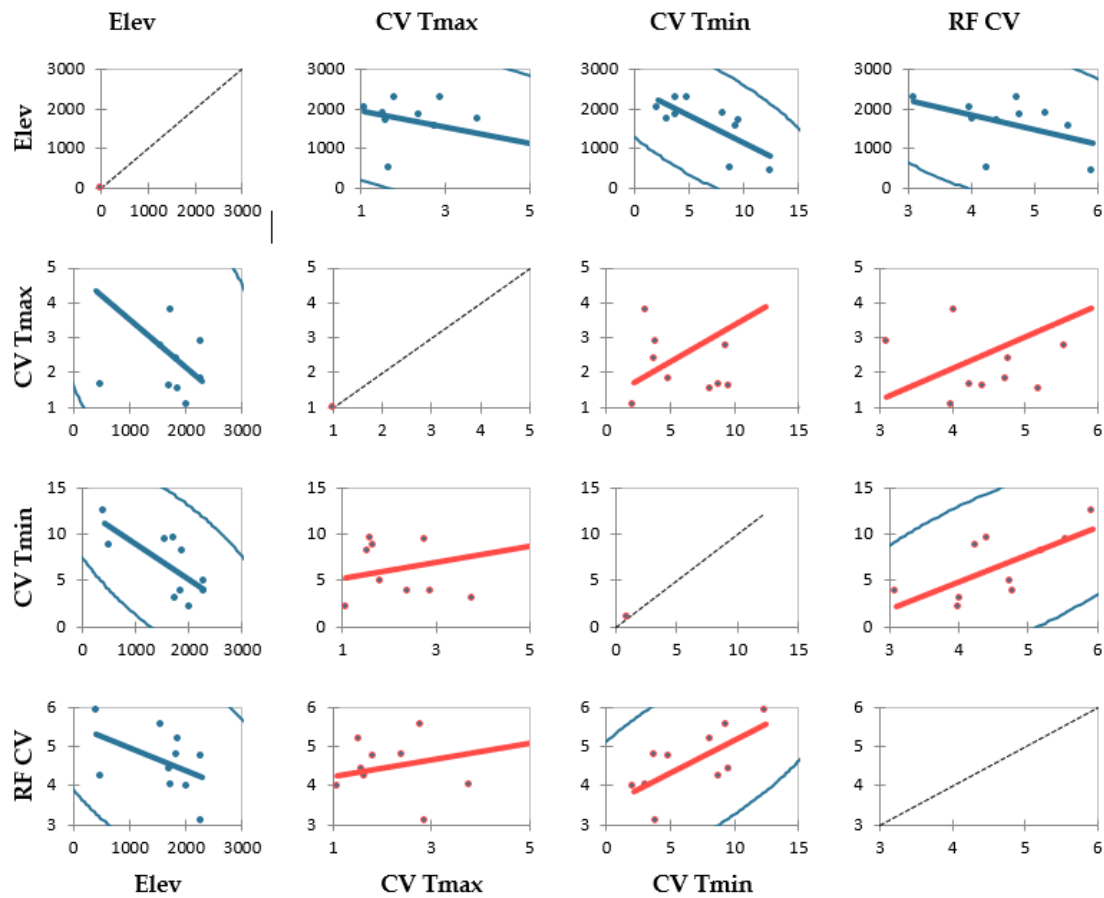 Elev CV Tmax CV Tmin RF CV
Elev
3000 3000 3000 3000
2000 2000 2000 2000
1000 1000 1000 1000
0 0 0 0
0 1000 2000 3000 1 3 5 0 5 10 15 3 4 5 6
CV Tmax
5 5 5 5
4 4 4 4
3 3 3 3
2 2 2 2
1 1 1 1
0 1000 2000 3000 1 2 3 4 5 0 5 10 15 3 4 5 6
CV Tmin
15 15 15 15
10 10 10 10
5 5 5 5
0 0 0 0
0 1000 2000 3000 1 3 5 0 5 10 15 3 4 5 6
RF CV
6 6 6 6
5 5 5 5
4 4 4 4
3 3 3 3
0 1000 2000 3000 1 3 5 0 5 10 15 3 4 5 6
Elev CV Tmax CV Tmin